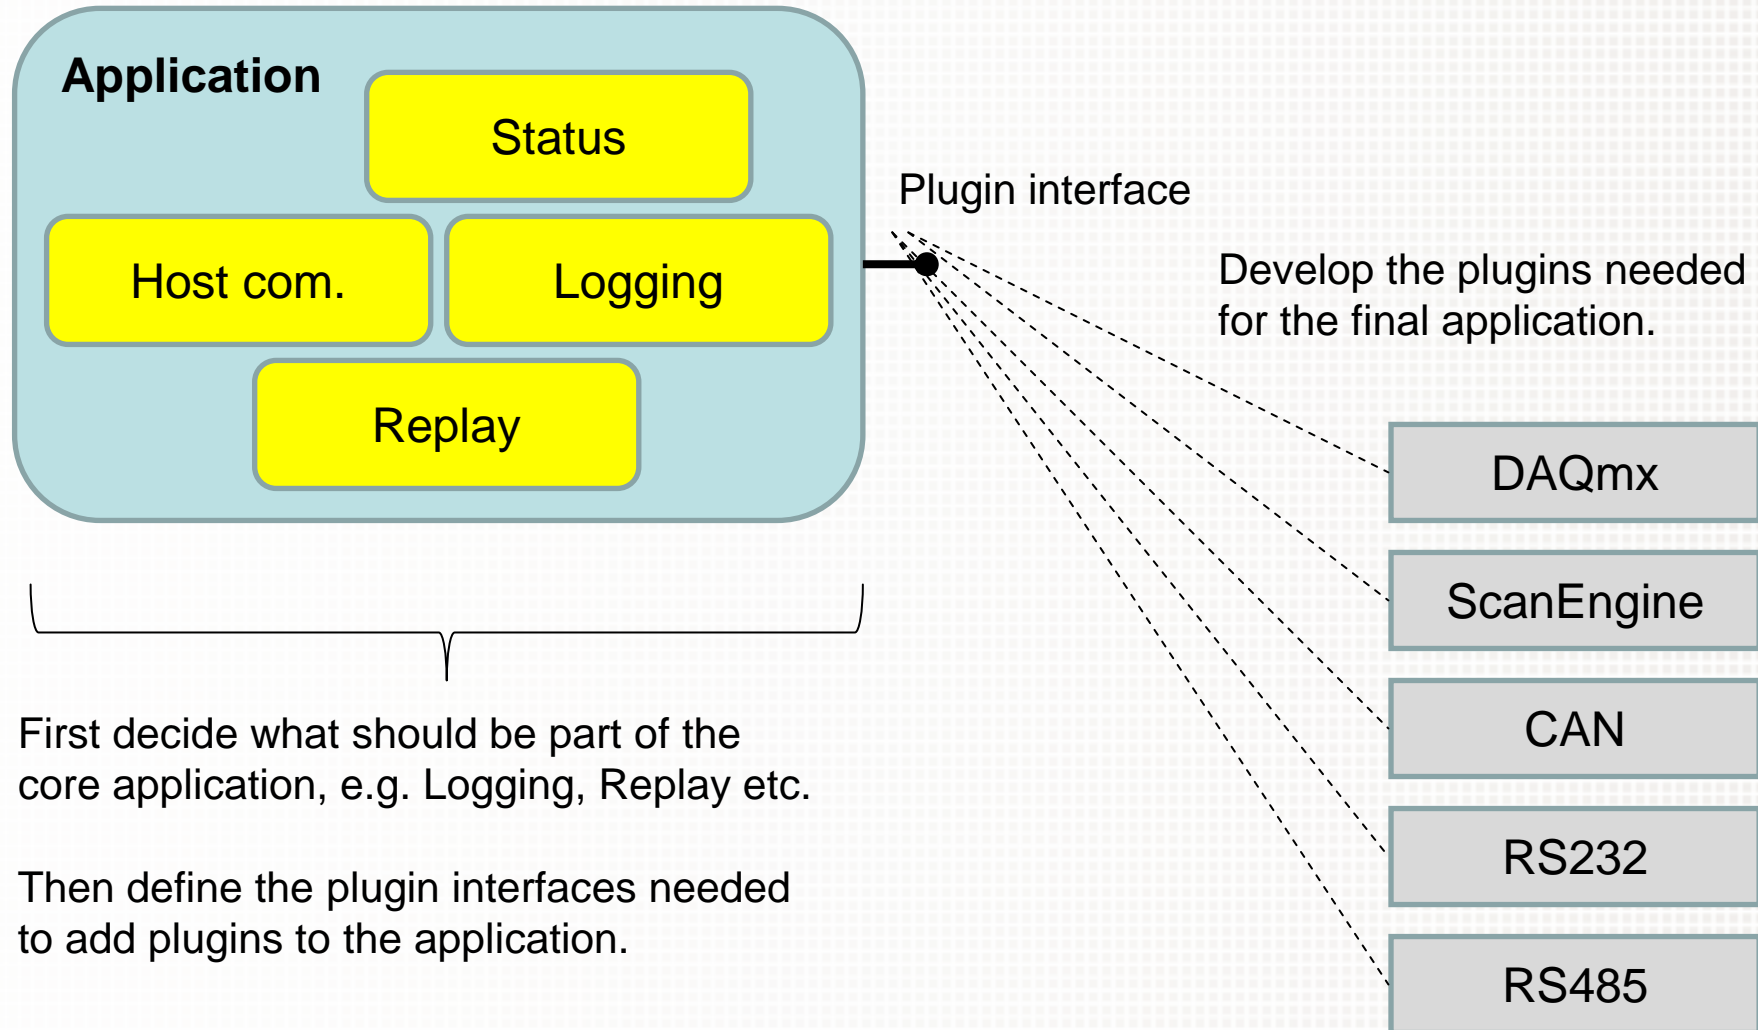 Application
Status
Host com.
Logging
Replay
Plugin interface
Develop the plugins needed
for the final application.
DAQmx
ScanEngine
CAN
RS232
RS485
First decide what should be part of the
core application, e.g. Logging, Replay etc.
Then define the plugin interfaces needed
to add plugins to the application.